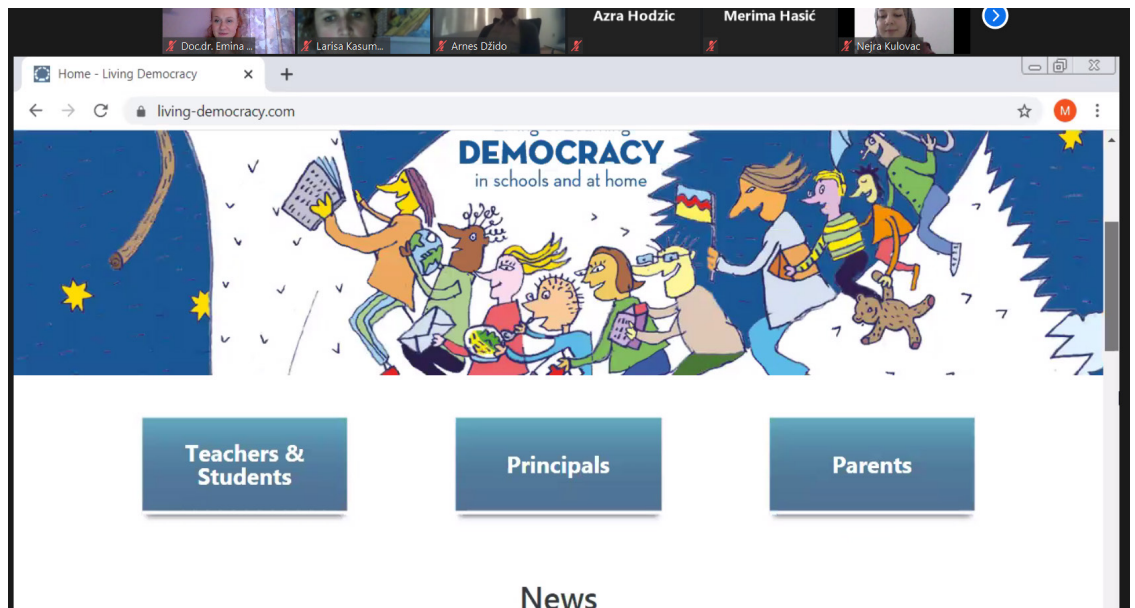 Azra Hodzic
Merima Hasić
Doc.dr. Emina ...
Larisa Kasum...
Arnes Džido
Nejra Kulovac
Home - Living Democracy
living-democracy.com
M
DEMOCRACY
in schools and at home
Teachers &
Students
Principals
Parents
News